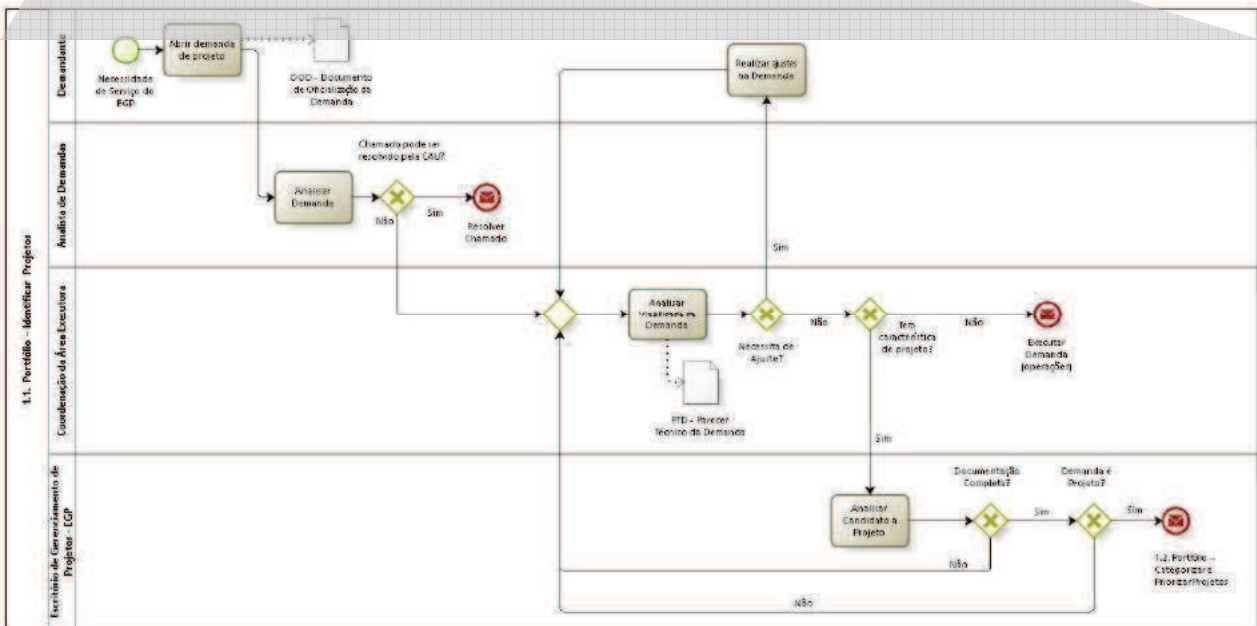 1.1. Portfólio - Identificar Projetos
Demandante
Necessidade
de Serviço do
EGP
Abrir demanda
de projeto
DOD - Documento
de Oficialização da
Demanda
Realizar ajustes
na Demanda
Analista de Demandas
Analisar
Demanda
Chamado pode ser
resolvido pela CAU?
Não
Sim
Resolver
Chamado
Sim
Coordenação da Área Executora
Analisar
Viabilidade da
Demanda
PTD - Parecer
Técnico da Demanda
Necessita de
Ajuste?
Não
Tem
característica
de projeto?
Não
Executar
Demanda
(operações)
Sim
Escritório de Gerenciamento de
Projetos - EGP
Analisar
Candidato a
Projeto
Documentação
Completa?
Sim
Não
Demanda é
Projeto?
Sim
Não
1.2. Portfólio -
Categorizar e
Priorizar Projetos